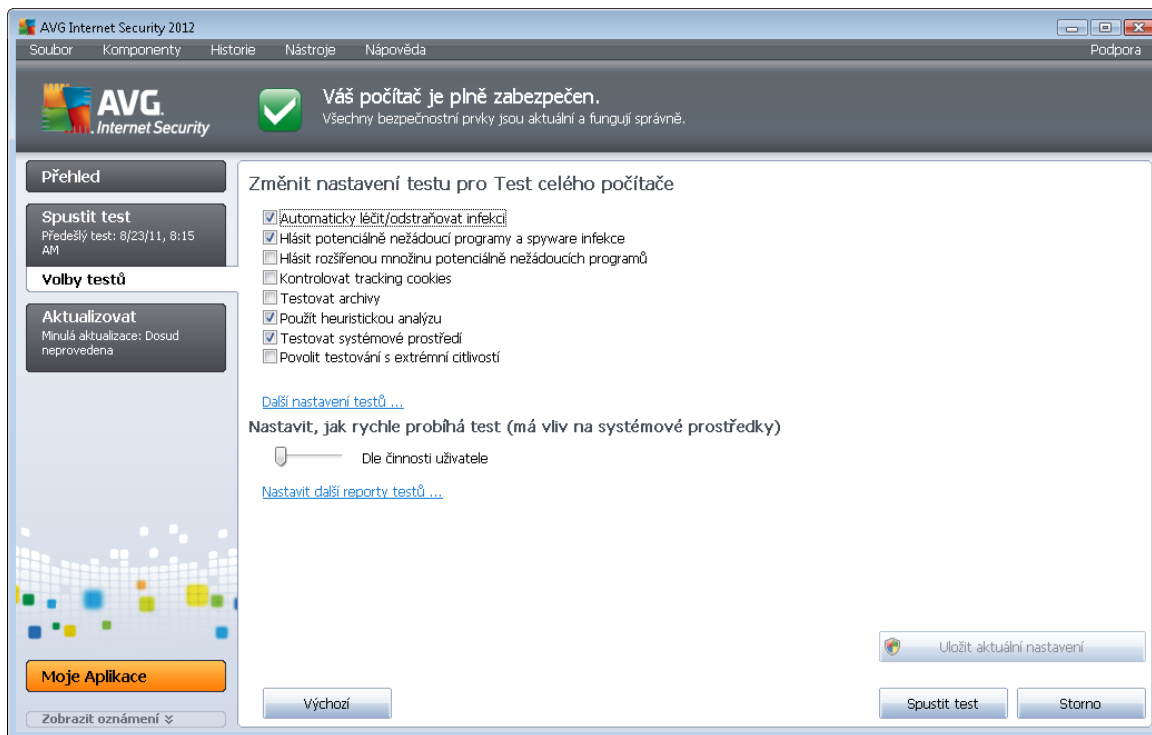 AVG Internet Security 2012
Soubor Komponenty Historie Nástroje Nápověda Podpora
AVG.
Internet Security
Váš počítač je plně zabezpečen.
Všechny bezpečnostní prvky jsou aktuální a fungují správně.
Přehled
Spustit test
Předešlý test: 8/23/11, 8:15
AM
Volby testů
Aktualizovat
Minulá aktualizace: Dosud
neprovedena
Změnit nastavení testu pro Test celého počítače
Automaticky léčit/odstraňovat infekci
Hlásit potenciálně nežádoucí programy a spyware infekce
Hlásit rozšířenou množinu potenciálně nežádoucích programů
Kontrolovat tracking cookies
Testovat archivy
Použít heuristickou analýzu
Testovat systémové prostředí
Povolit testování s extrémní citlivostí
Další nastavení testů ...
Nastavit, jak rychle probíhá test (má vliv na systémové prostředky)
Dle činnosti uživatele
Nastavit další reporty testů ...
Uložit aktuální nastavení
Moje Aplikace
Zobrazit oznámení
Výchozí
Spustit test
Storno